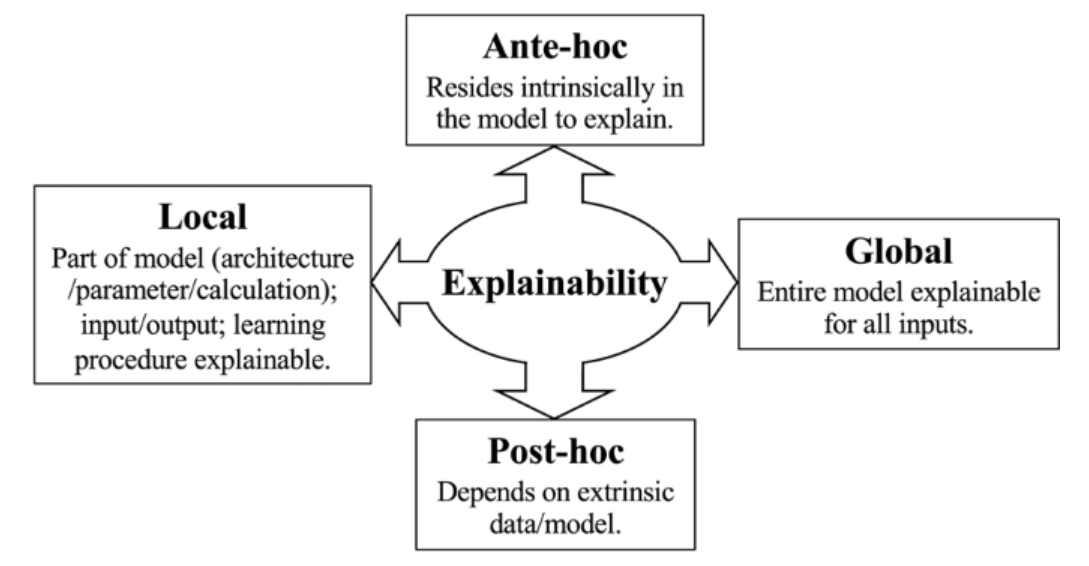 Ante-hoc
Resides intrinsically in
the model to explain.
Local
Part of model (architecture
/parameter/calculation);
input/output; learning
procedure explainable.
Explainability
Global
Entire model explainable
for all inputs.
Post-hoc
Depends on extrinsic
data/model.